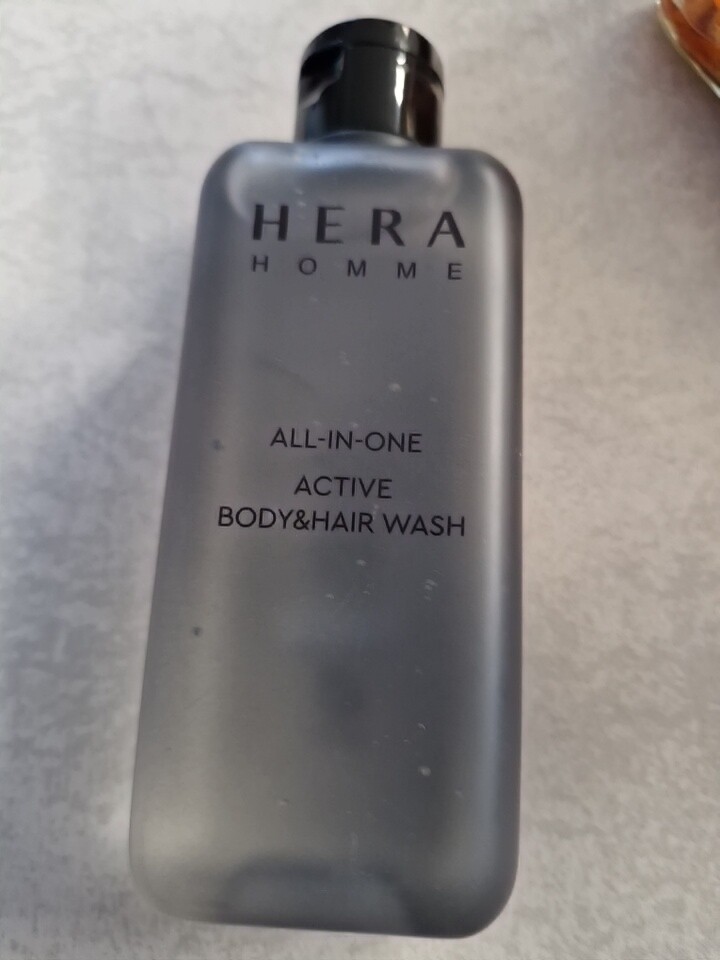 HERA
HOMME
ALL-IN-ONE
ACTIVE
BODY&HAIR WASH